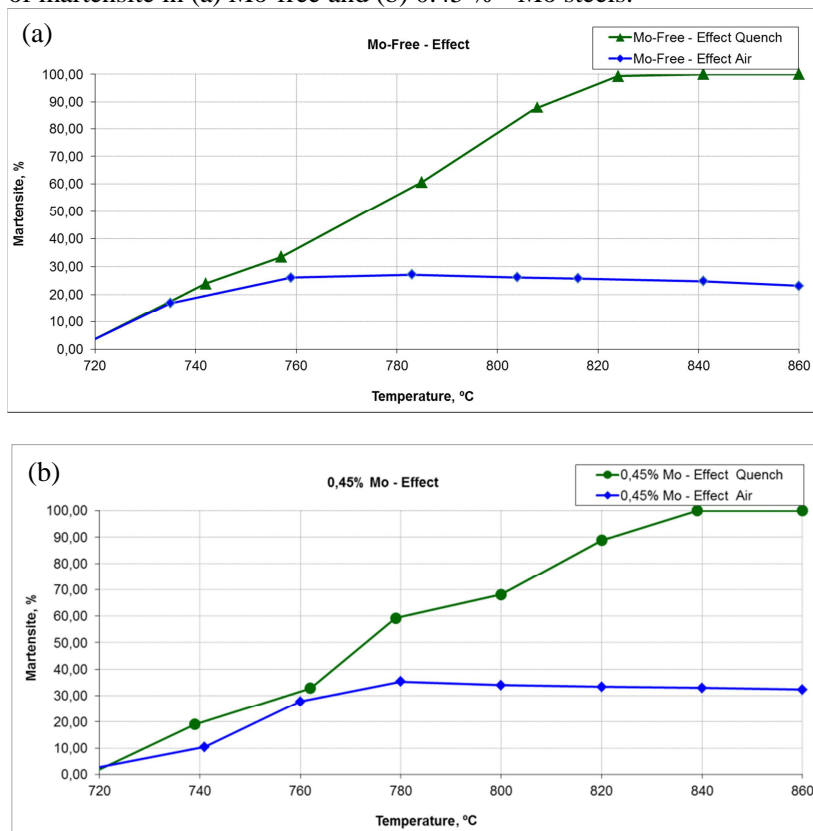 of martensite in (a) Mo-free and (b) 0.45 % - Mo steels.
(a)
Mo-Free - Effect
Mo-Free - Effect Quench
Mo-Free - Effect Air
100,00
90,00
80,00
70,00
60,00
50,00
40,00
30,00
20,00
10,00
0,00
Martensite, %
720 740 760 780 800 820 840 860
Temperature, ºC
(b)
0,45% Mo - Effect
0,45% Mo - Effect Quench
0,45% Mo - Effect Air
100,00
90,00
80,00
70,00
60,00
50,00
40,00
30,00
20,00
10,00
0,00
Martensite, %
720 740 760 780 800 820 840 860
Temperature, ºC